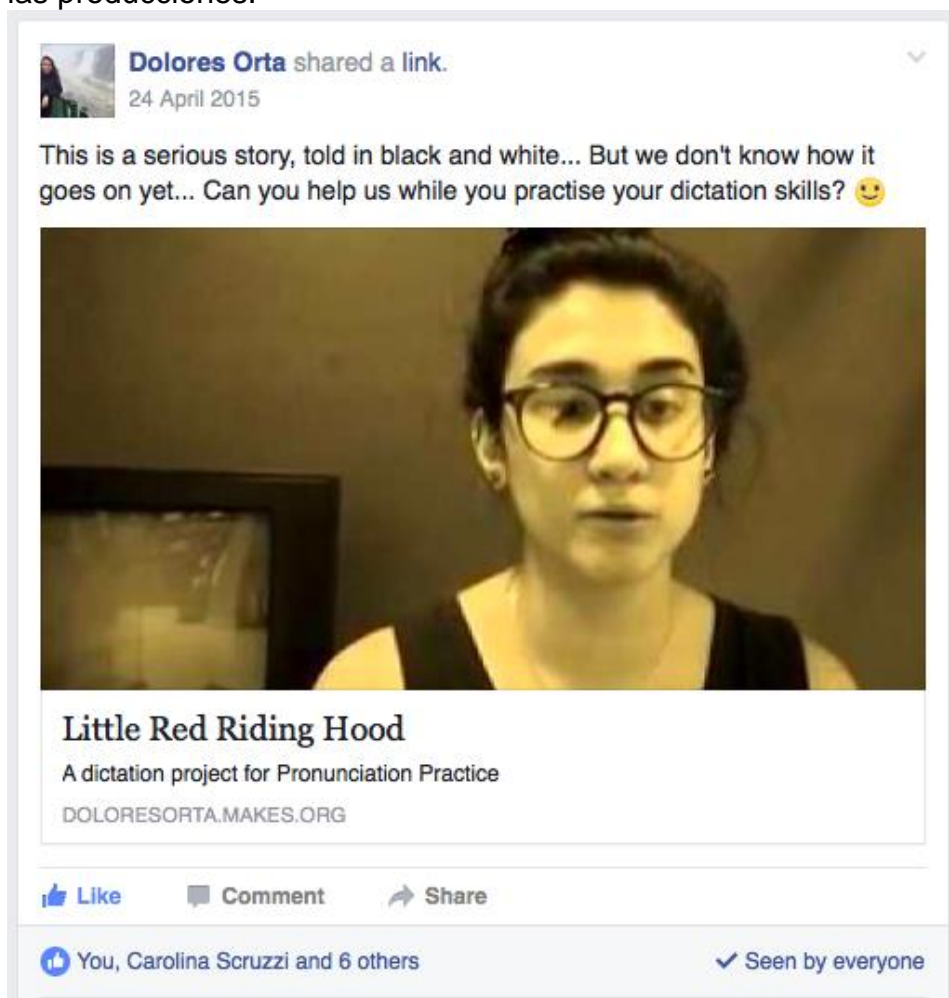 las producciones.
Dolores Orta shared a link.
24 April 2015
This is a serious story, told in black and white... But we don't know how it
goes on yet... Can you help us while you practise your dictation skills? 🙂
Little Red Riding Hood
A dictation project for Pronunciation Practice
DOLORESORTA.MAKES.ORG
Like Comment Share
You, Carolina Scruzzi and 6 others ✓ Seen by everyone